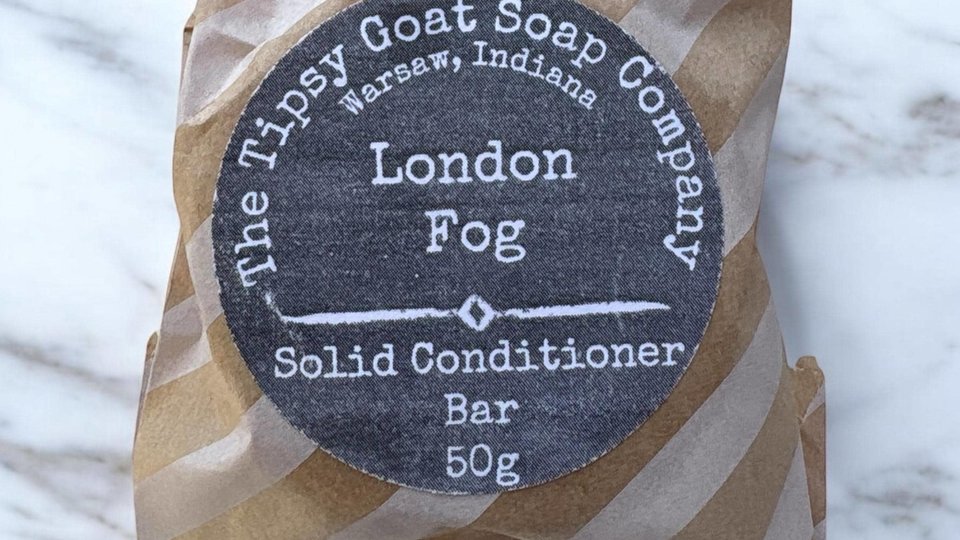 The Tipsy Goat Soap Company
Warsaw, Indiana
London
Fog
Solid Conditioner
Bar
50g